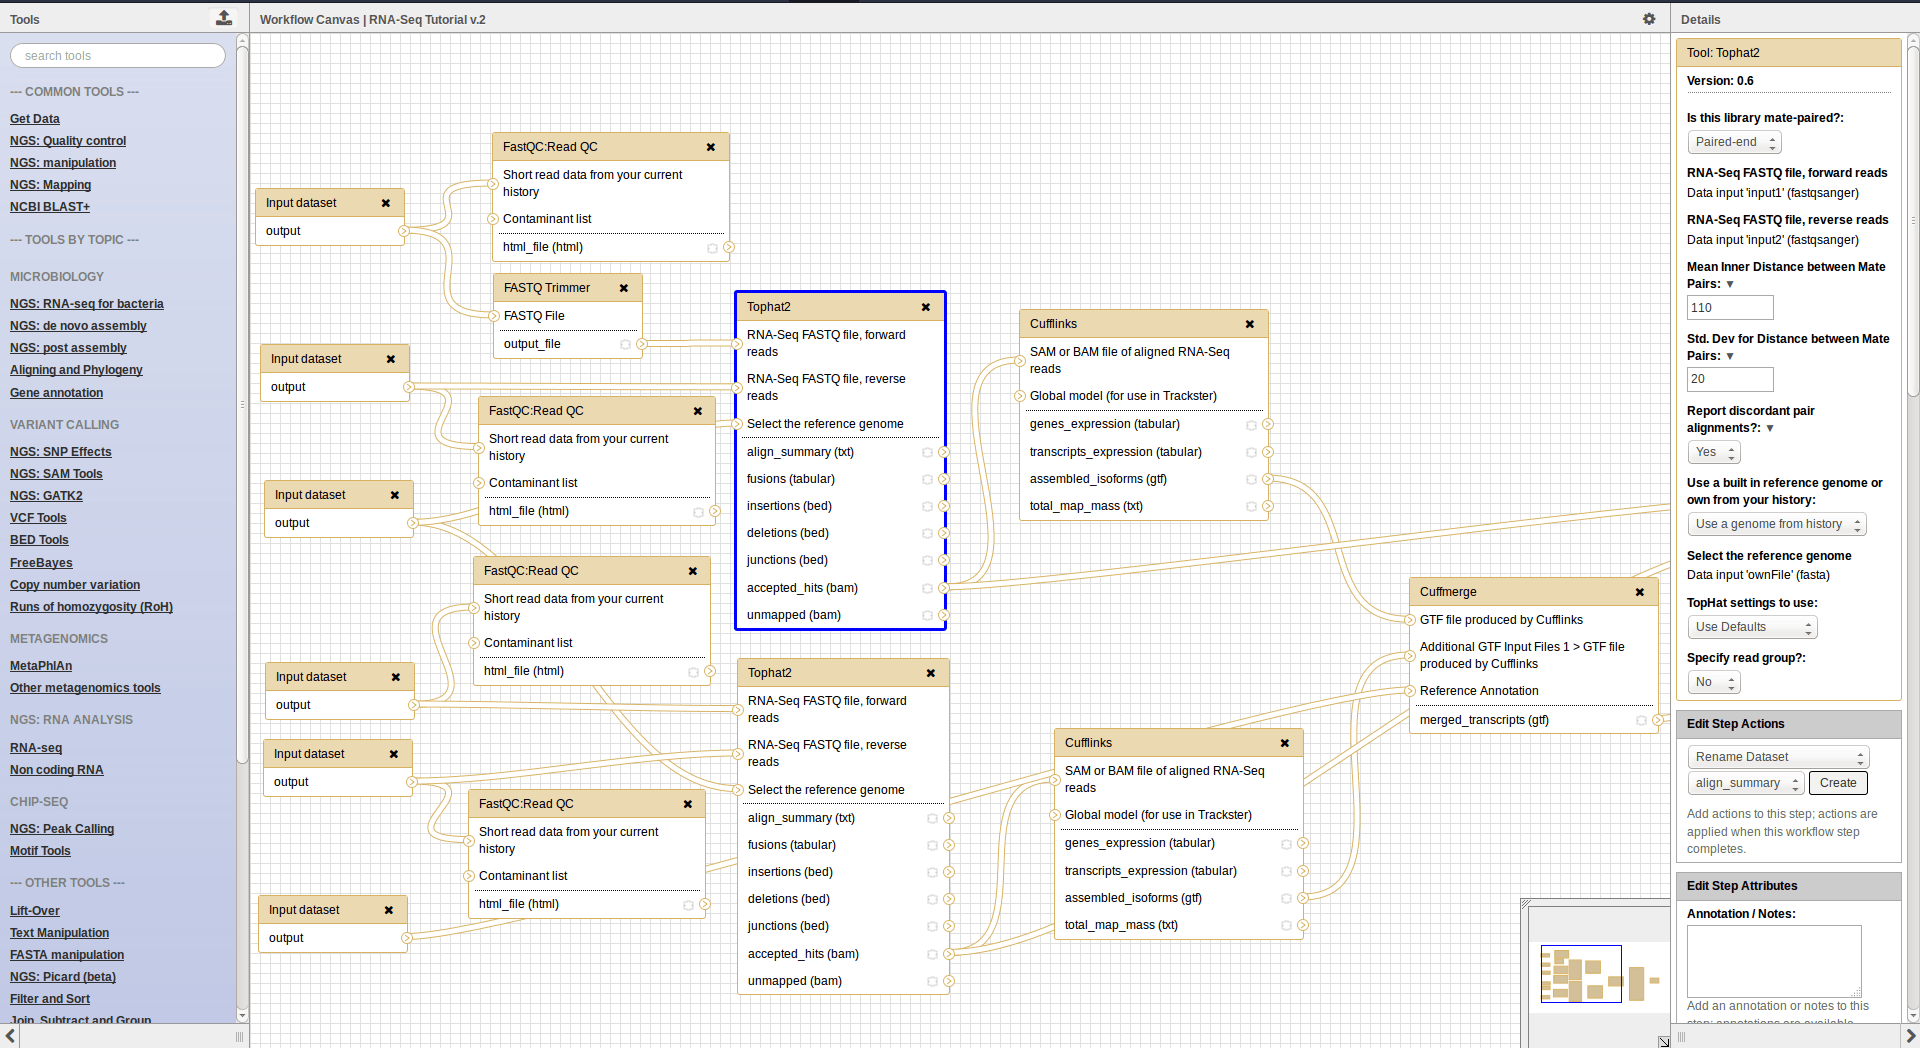 Tools
search tools
--- COMMON TOOLS ---
Get Data
NGS: Quality control
NGS: manipulation
NGS: Mapping
NCBI BLAST+
--- TOOLS BY TOPIC ---
MICROBIOLOGY
NGS: RNA-seq for bacteria
NGS: de novo assembly
NGS: post assembly
Aligning and Phylogeny
Gene annotation
VARIANT CALLING
NGS: SNP Effects
NGS: SAM Tools
NGS: GATK2
VCF Tools
BED Tools
FreeBayes
Copy number variation
Runs of homozygosity (RoH)
METAGENOMICS
MetaPhlAn
Other metagenomics tools
NGS: RNA ANALYSIS
RNA-seq
Non coding RNA
CHIP-SEQ
NGS: Peak Calling
Motif Tools
--- OTHER TOOLS ---
Lift-Over
Text Manipulation
FASTA manipulation
NGS: Picard (beta)
Filter and Sort
Join, Subtract and Group
Workflow Canvas | RNA-Seq Tutorial v.2
Input dataset
output
Input dataset
output
Input dataset
output
Input dataset
output
Input dataset
output
Input dataset
output
FastQC:Read QC
Short read data from your current
history
Contaminant list
html_file (html)
FASTQ Trimmer
FASTQ File
output_file
FastQC:Read QC
Short read data from your current
history
Contaminant list
html_file (html)
FastQC:Read QC
Short read data from your current
history
Contaminant list
html_file (html)
FastQC:Read QC
Short read data from your current
history
Contaminant list
html_file (html)
Tophat2
RNA-Seq FASTQ file, forward
reads
RNA-Seq FASTQ file, reverse
reads
Select the reference genome
align_summary (txt)
fusions (tabular)
insertions (bed)
deletions (bed)
junctions (bed)
accepted_hits (bam)
unmapped (bam)
Tophat2
RNA-Seq FASTQ file, forward
reads
RNA-Seq FASTQ file, reverse
reads
Select the reference genome
align_summary (txt)
fusions (tabular)
insertions (bed)
deletions (bed)
junctions (bed)
accepted_hits (bam)
unmapped (bam)
Cufflinks
SAM or BAM file of aligned RNA-Seq
reads
Global model (for use in Trackster)
genes_expression (tabular)
transcripts_expression (tabular)
assembled_isoforms (gtf)
total_map_mass (txt)
Cufflinks
SAM or BAM file of aligned RNA-Seq
reads
Global model (for use in Trackster)
genes_expression (tabular)
transcripts_expression (tabular)
assembled_isoforms (gtf)
total_map_mass (txt)
Cuffmerge
GTF file produced by Cufflinks
Additional GTF Input Files 1 > GTF file
produced by Cufflinks
Reference Annotation
merged_transcripts (gtf)
Details
Tool: Tophat2
Version: 0.6
Is this library mate-paired?:
Paired-end
RNA-Seq FASTQ file, forward reads
Data input 'input1' (fastqsanger)
RNA-Seq FASTQ file, reverse reads
Data input 'input2' (fastqsanger)
Mean Inner Distance between Mate
Pairs: ▼
110
Std. Dev for Distance between Mate
Pairs: ▼
20
Report discordant pair
alignments?: ▼
Yes
Use a built in reference genome or
own from your history:
Use a genome from history
Select the reference genome
Data input 'ownFile' (fasta)
TopHat settings to use:
Use Defaults
Specify read group?:
No
Edit Step Actions
Rename Dataset
align_summary
Create
Add actions to this step; actions are
applied when this workflow step
completes.
Edit Step Attributes
Annotation / Notes:
Add an annotation or notes to this
step; annotations are available